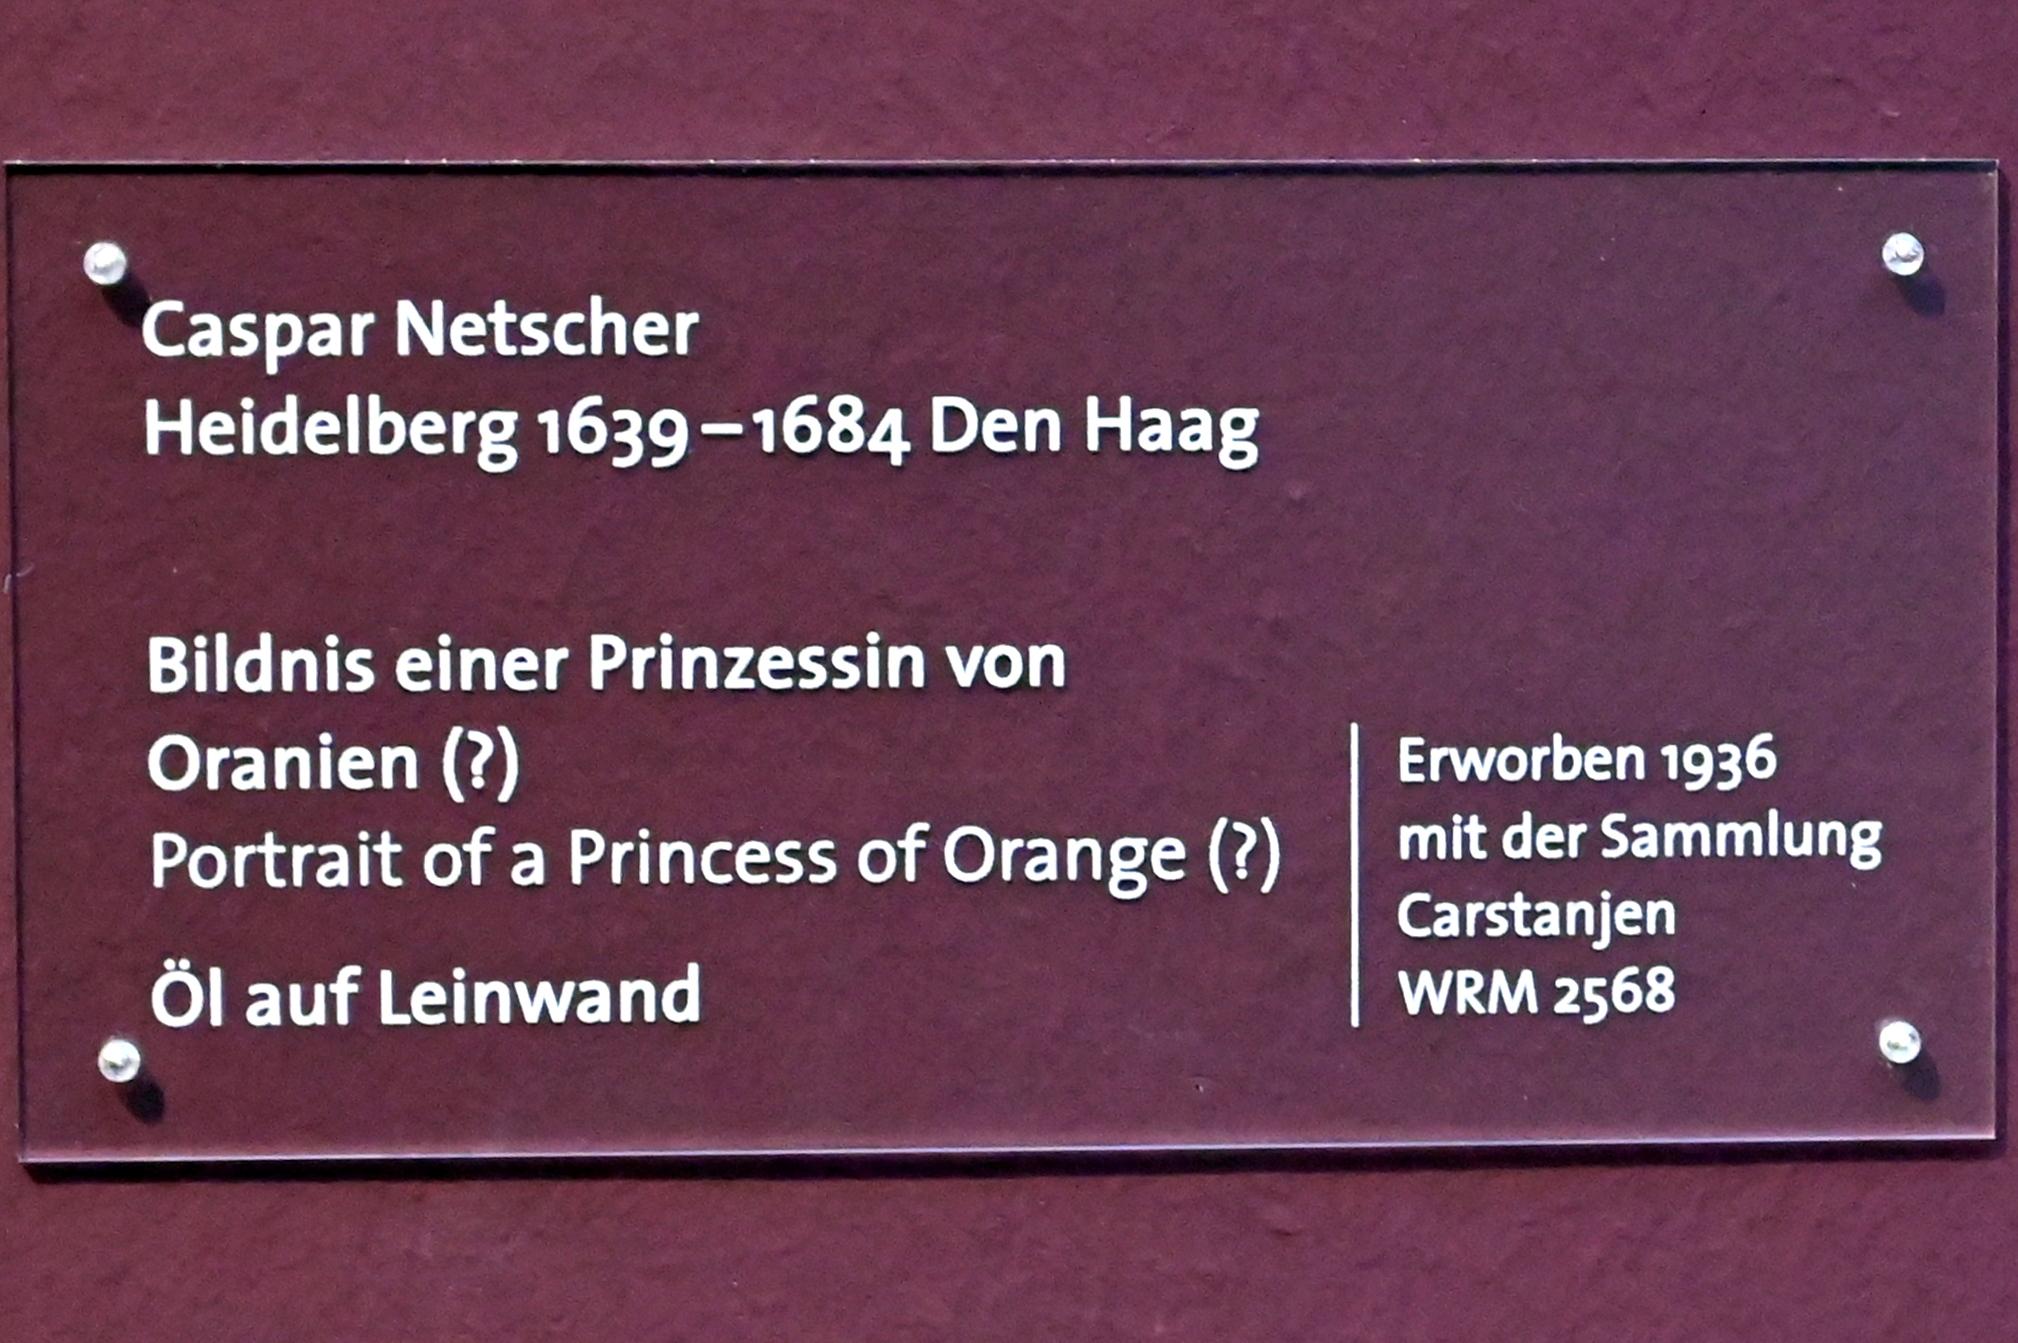 Caspar Netscher
Heidelberg 1639–1684 Den Haag
Bildnis einer Prinzessin von
Oranien (?)
Portrait of a Princess of Orange (?)
Öl auf Leinwand
Erworben 1936
mit der Sammlung
Carstanjen
WRM 2568